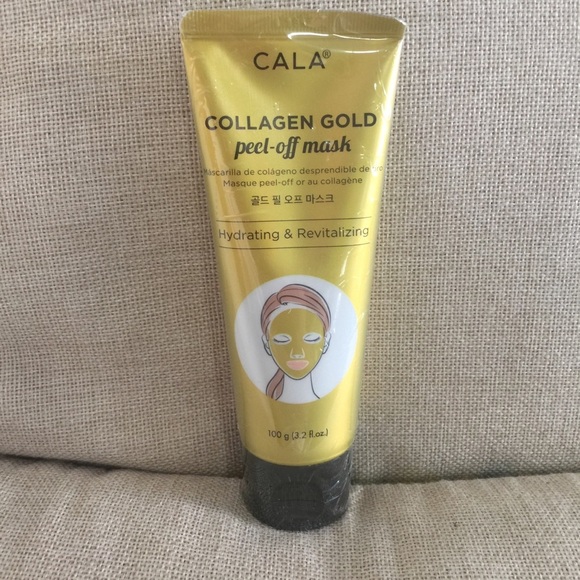 CALA®
COLLAGEN GOLD
peel-off mask
Mascarilla de colágeno desprendible de oro
Masque peel-off or au collagène
골드 필 오프 마스크
Hydrating & Revitalizing
100 g (3.2 fl.oz.)